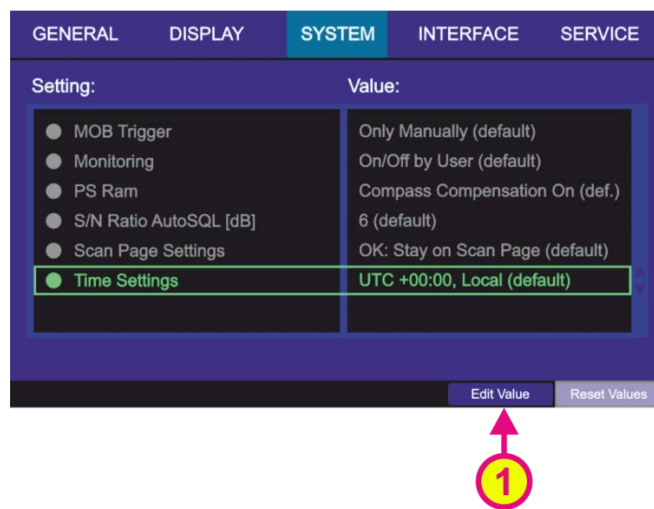 GENERAL DISPLAY SYSTEM INTERFACE SERVICE
Setting: Value:
MOB Trigger Only Manually (default)
Monitoring On/Off by User (default)
PS Ram Compass Compensation On (def.)
S/N Ratio AutoSQL [dB] 6 (default)
Scan Page Settings OK: Stay on Scan Page (default)
Time Settings UTC +00:00, Local (default)
Edit Value Reset Values
1